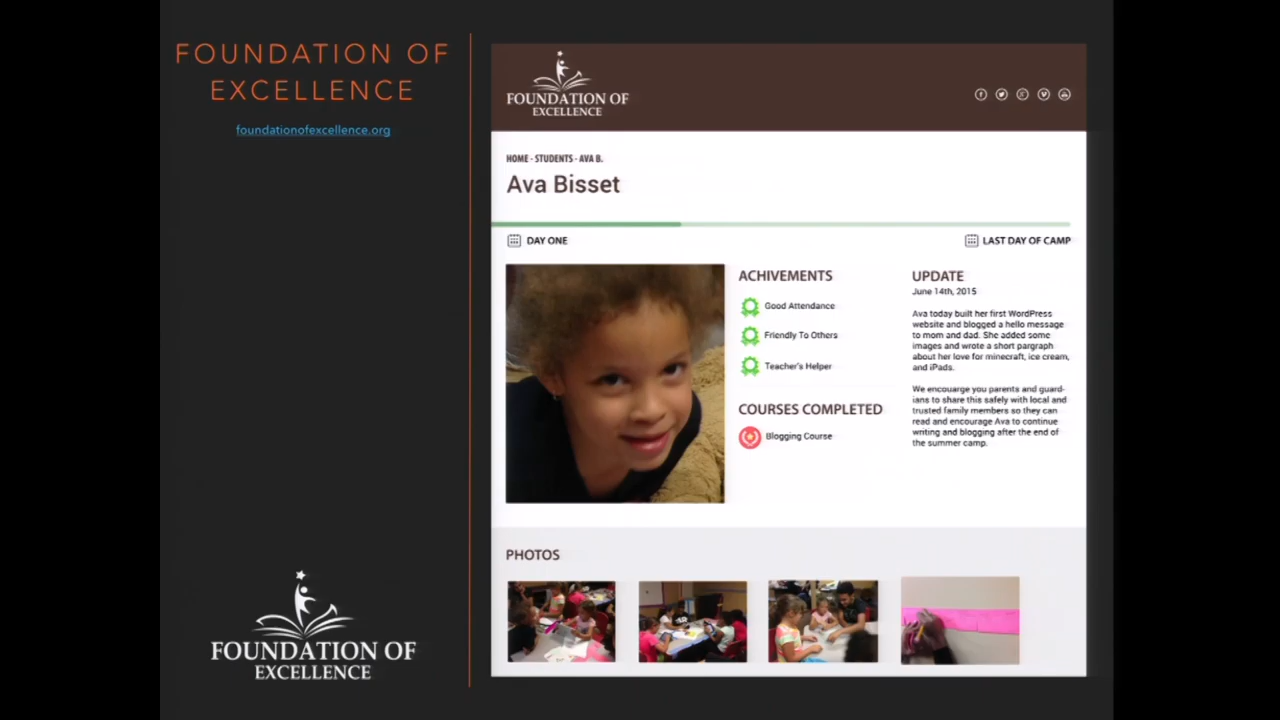 FOUNDATION OF
EXCELLENCE
foundationofexcellence.org
FOUNDATION OF
EXCELLENCE
FOUNDATION OF
EXCELLENCE
HOME - STUDENTS - AVA B.
Ava Bisset
DAY ONE
LAST DAY OF CAMP
ACHIVEMENTS
Good Attendance
Friendly To Others
Teacher's Helper
COURSES COMPLETED
Blogging Course
UPDATE
June 14th, 2015
Ava today built her first WordPress
website and blogged a hello message
to mom and dad. She added some
images and wrote a short pargraph
about her love for minecraft, ice cream,
and iPads.
We encouarge you parents and guard-
ians to share this safely with local and
trusted family members so they can
read and encourage Ava to continue
writing and blogging after the end of
the summer camp.
PHOTOS